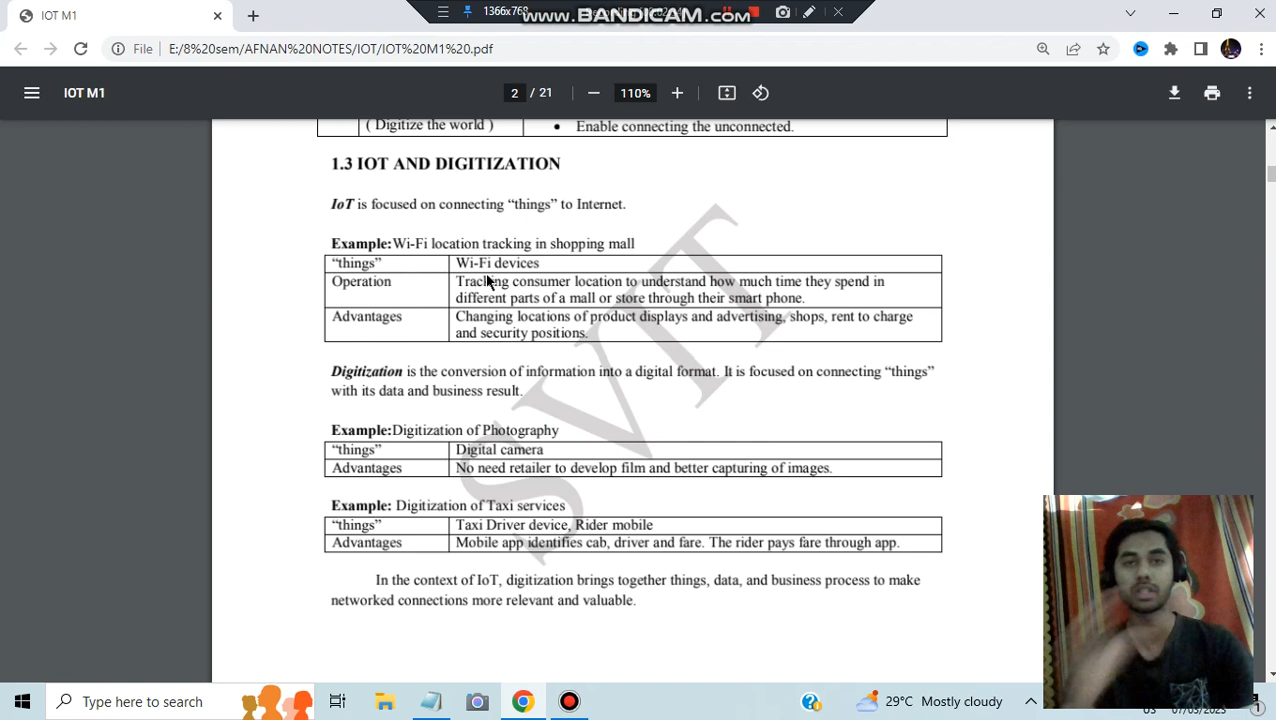 IOT M1
1366x768
www.BANDICAM.com
File E:/8%20sem/AFNAN%20NOTES/IOT/IOT%20M1%20.pdf
IOT M1
2 / 21
110%
( Digitize the world )
• Enable connecting the unconnected.
1.3 IOT AND DIGITIZATION
IoT is focused on connecting “things” to Internet.
Example:Wi-Fi location tracking in shopping mall
“things” Wi-Fi devices
Operation Tracking consumer location to understand how much time they spend in
different parts of a mall or store through their smart phone.
Advantages Changing locations of product displays and advertising, shops, rent to charge
and security positions.
Digitization is the conversion of information into a digital format. It is focused on connecting “things”
with its data and business result.
Example:Digitization of Photography
“things” Digital camera
Advantages No need retailer to develop film and better capturing of images.
Example: Digitization of Taxi services
“things” Taxi Driver device, Rider mobile
Advantages Mobile app identifies cab, driver and fare. The rider pays fare through app.
In the context of IoT, digitization brings together things, data, and business process to make
networked connections more relevant and valuable.
SVIT
Type here to search
29°C Mostly cloudy